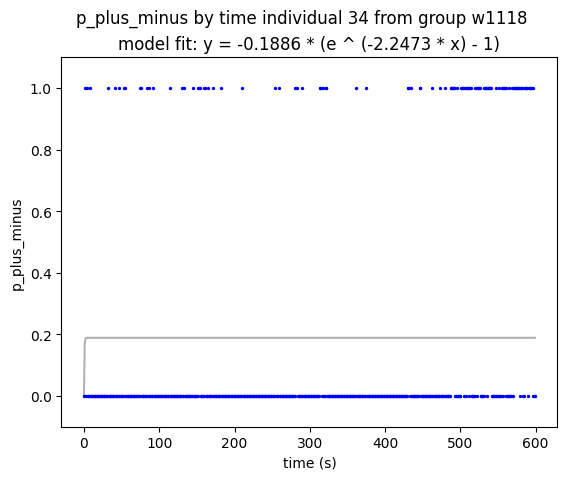 p_plus_minus by time individual 34 from group w1118
model fit: y = -0.1886 * (e ^ (-2.2473 * x) - 1)
1.0
0.8
0.6
0.4
0.2
0.0
p_plus_minus
0 100 200 300 400 500 600
time (s)